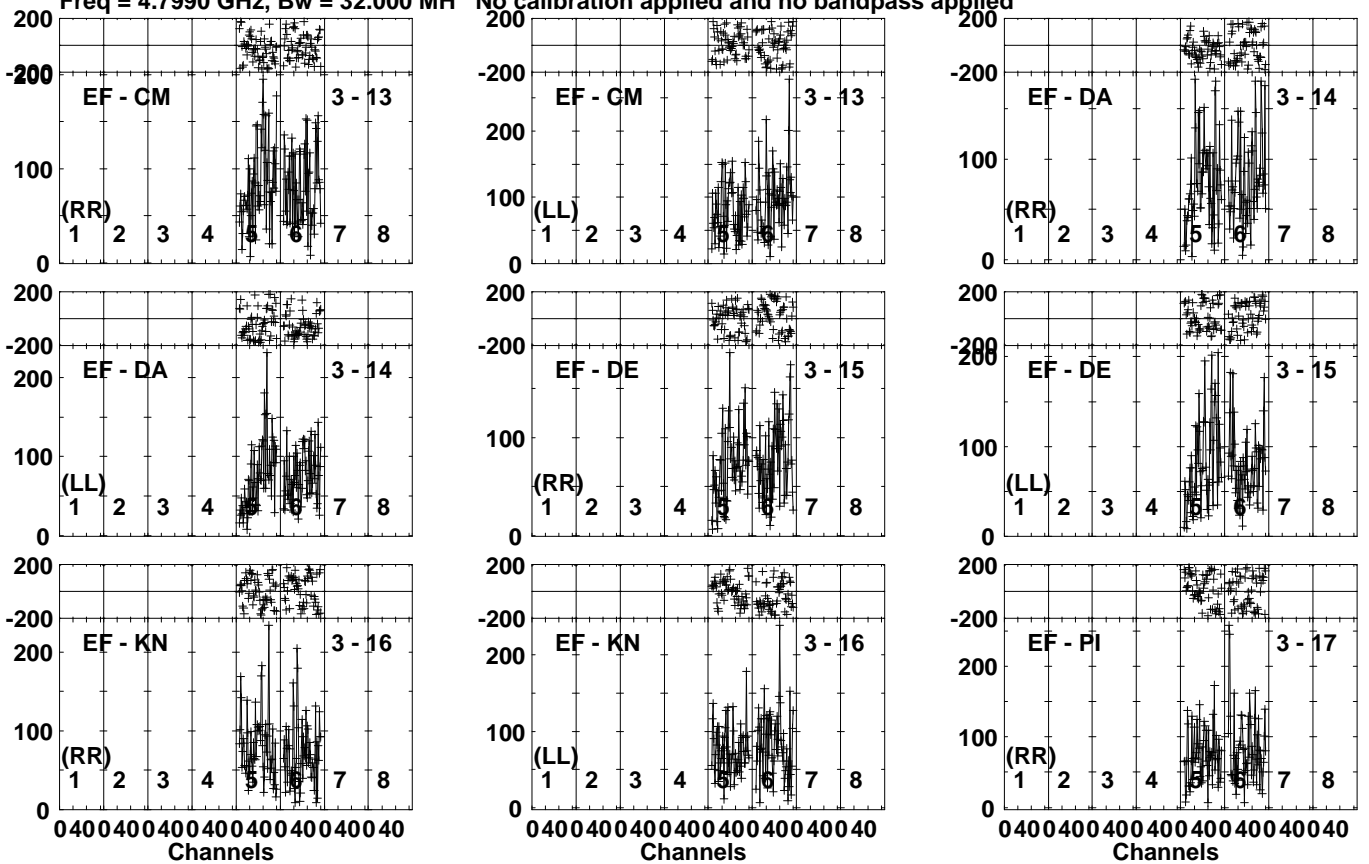 Freq = 4.7990 GHz, Bw = 32.000 MH No calibration applied and no bandpass applied
200
-200
200
EF - CM 3 - 13
100
(RR)
1 2 3 4 5 6 7 8
0
200
-200
EF - CM 3 - 13
200
100
(LL)
1 2 3 4 5 6 7 8
0
200
-200
EF - DA 3 - 14
100
(RR)
1 2 3 4 5 6 7 8
0
200
-200
EF - DA 3 - 14
200
100
(LL)
1 2 3 4 5 6 7 8
0
200
-200
EF - DE 3 - 15
100
(RR)
1 2 3 4 5 6 7 8
0
200
-200
200
EF - DE 3 - 15
100
(LL)
1 2 3 4 5 6 7 8
0
200
-200
EF - KN 3 - 16
200
100
(RR)
1 2 3 4 5 6 7 8
0
200
-200
EF - KN 3 - 16
200
100
(LL)
1 2 3 4 5 6 7 8
0
200
-200
EF - PI 3 - 17
200
100
(RR)
1 2 3 4 5 6 7 8
0
0 40 0 40 0 40 0 40 0 40 0 40 0 40 0 40
Channels
0 40 0 40 0 40 0 40 0 40 0 40 0 40 0 40
Channels
0 40 0 40 0 40 0 40 0 40 0 40 0 40 0 40
Channels